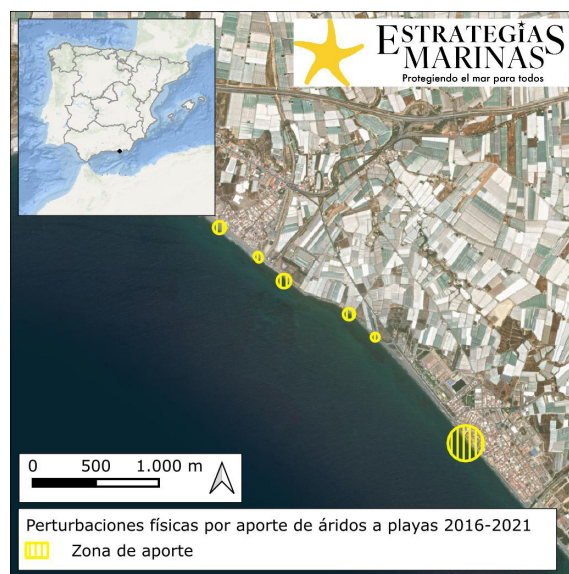 ESTRATEGIAS
MARINAS
Protegiendo el mar para todos
0 500 1.000 m
Perturbaciones físicas por aporte de áridos a playas 2016-2021
Zona de aporte